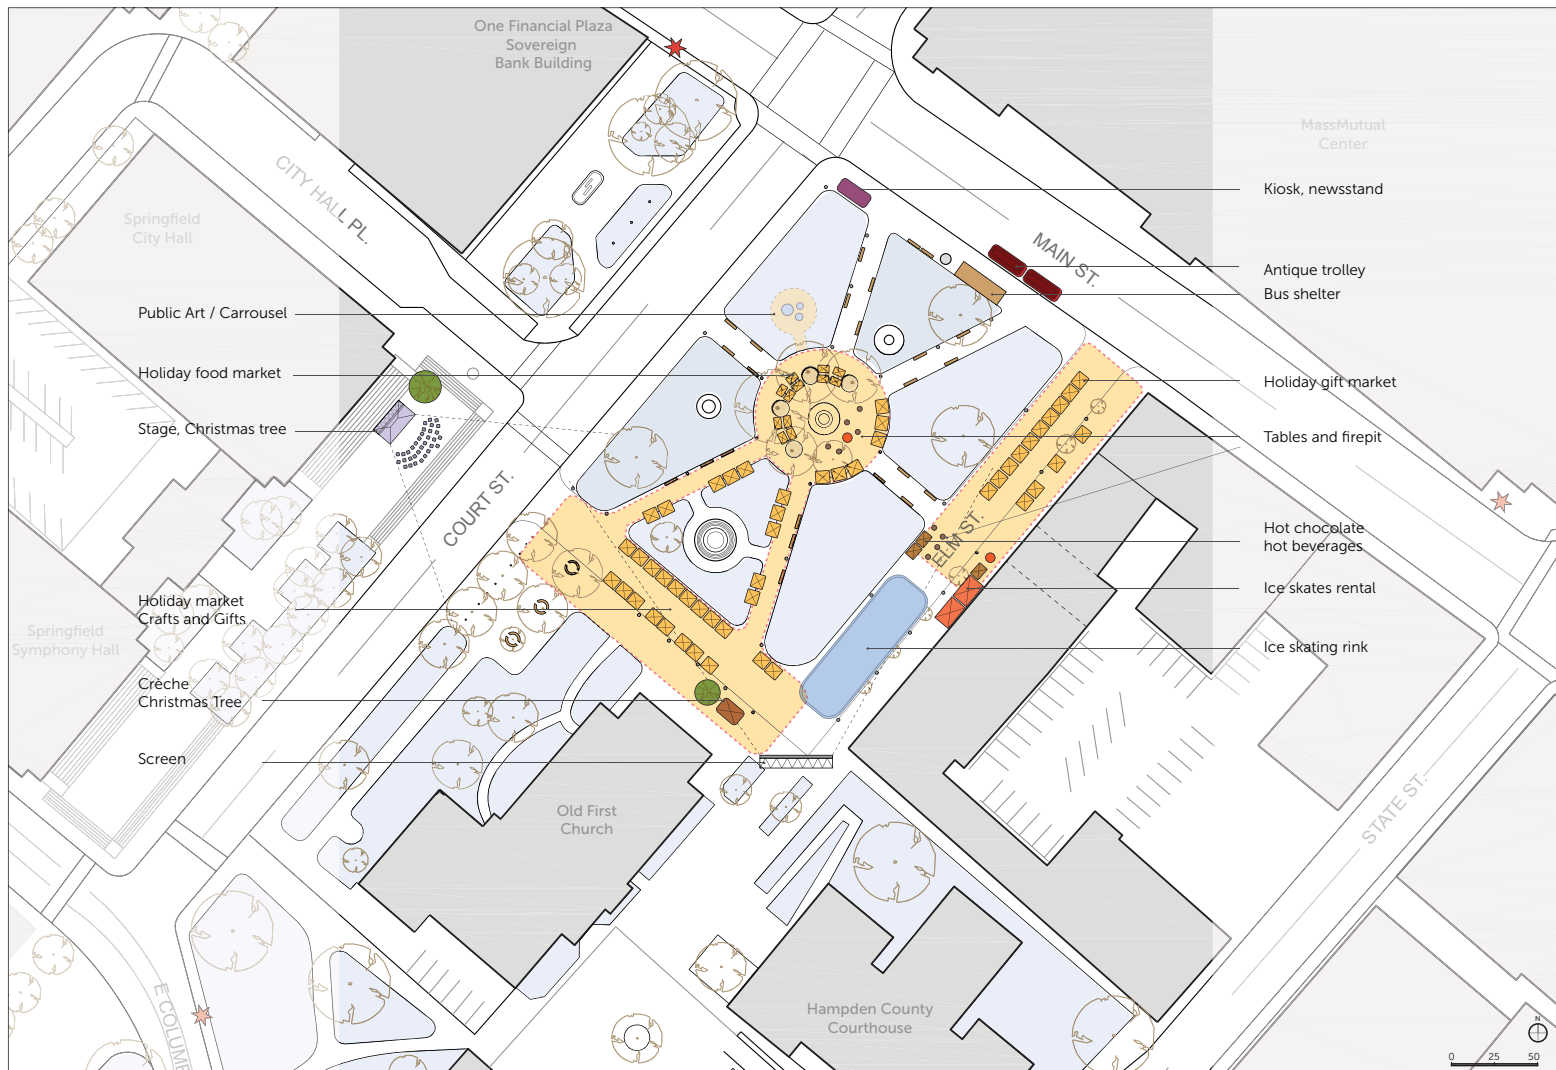 One Financial Plaza
Sovereign
Bank Building
MassMutual
Center
CITY HALL PL.
Springfield
City Hall
Kiosk, newsstand
MAIN ST.
Antique trolley
Bus shelter
Public Art / Carrousel
Holiday food market
Holiday gift market
Stage, Christmas tree
Tables and firepit
COURT ST.
ELM ST.
Hot chocolate
hot beverages
Ice skates rental
Holiday market
Crafts and Gifts
Springfield
Symphony Hall
Ice skating rink
Crèche
Christmas Tree
Screen
Old First
Church
STATE ST.
Hampden County
Courthouse
E COLUMB
N
0 25 50